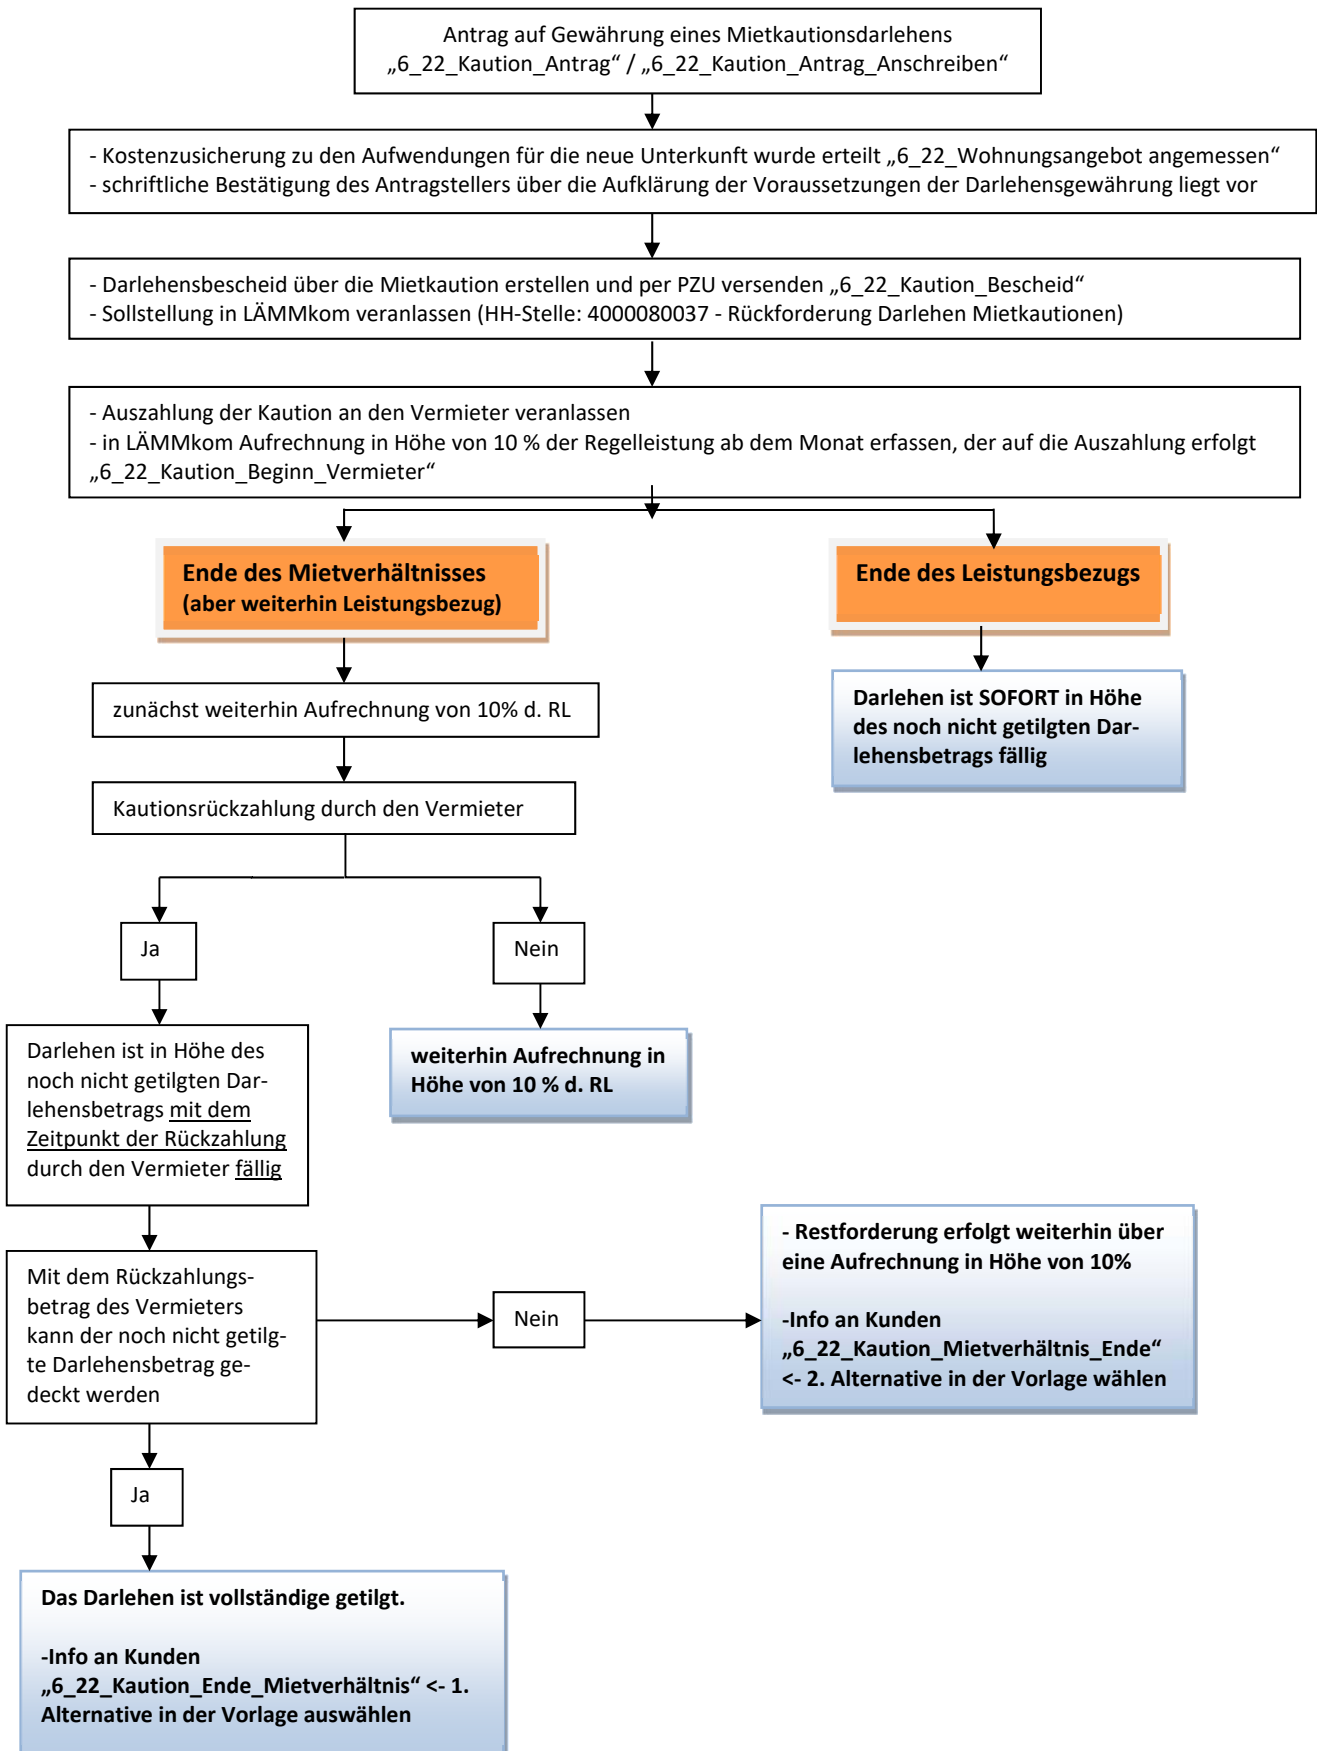 Antrag auf Gewährung eines Mietkautionsdarlehens
„6_22_Kaution_Antrag“ / „6_22_Kaution_Antrag_Anschreiben“
- Kostenzusicherung zu den Aufwendungen für die neue Unterkunft wurde erteilt „6_22_Wohnungsangebot angemessen“
- schriftliche Bestätigung des Antragstellers über die Aufklärung der Voraussetzungen der Darlehensgewährung liegt vor
- Darlehensbescheid über die Mietkaution erstellen und per PZU versenden „6_22_Kaution_Bescheid“
- Sollstellung in LÄMMkom veranlassen (HH-Stelle: 4000080037 - Rückforderung Darlehen Mietkautionen)
- Auszahlung der Kaution an den Vermieter veranlassen
- in LÄMMkom Aufrechnung in Höhe von 10 % der Regelleistung ab dem Monat erfassen, der auf die Auszahlung erfolgt
„6_22_Kaution_Beginn_Vermieter“
Ende des Mietverhältnisses
(aber weiterhin Leistungsbezug)
Ende des Leistungsbezugs
zunächst weiterhin Aufrechnung von 10% d. RL
Darlehen ist SOFORT in Höhe
des noch nicht getilgten Dar-
lehensbetrags fällig
Kautionsrückzahlung durch den Vermieter
Ja
Nein
Darlehen ist in Höhe des
noch nicht getilgten Dar-
lehensbetrags mit dem
Zeitpunkt der Rückzahlung
durch den Vermieter fällig
weiterhin Aufrechnung in
Höhe von 10 % d. RL
Mit dem Rückzahlungs-
betrag des Vermieters
kann der noch nicht getilg-
te Darlehensbetrag ge-
deckt werden
Nein
- Restforderung erfolgt weiterhin über
eine Aufrechnung in Höhe von 10%
-Info an Kunden
„6_22_Kaution_Mietverhältnis_Ende“
<- 2. Alternative in der Vorlage wählen
Ja
Das Darlehen ist vollständige getilgt.
-Info an Kunden
„6_22_Kaution_Ende_Mietverhältnis“ <- 1.
Alternative in der Vorlage auswählen